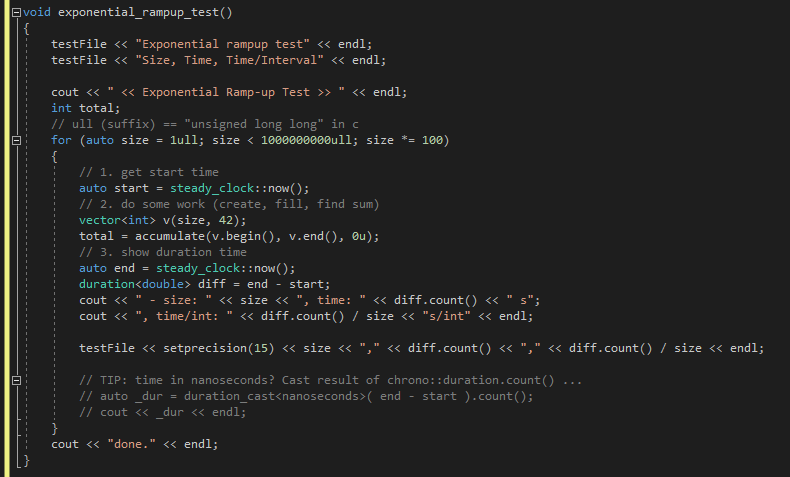 void exponential_rampup_test()
{
    testFile << "Exponential rampup test" << endl;
    testFile << "Size, Time, Time/Interval" << endl;

    cout << " << Exponential Ramp-up Test >> " << endl;
    int total;
    // ull (suffix) == "unsigned long long" in c
    for (auto size = 1ull; size < 1000000000ull; size *= 100)
    {
        // 1. get start time
        auto start = steady_clock::now();
        // 2. do some work (create, fill, find sum)
        vector<int> v(size, 42);
        total = accumulate(v.begin(), v.end(), 0u);
        // 3. show duration time
        auto end = steady_clock::now();
        duration<double> diff = end - start;
        cout << " - size: " << size << ", time: " << diff.count() << " s";
        cout << ", time/int: " << diff.count() / size << "s/int" << endl;

        testFile << setprecision(15) << size << "," << diff.count() << "," << diff.count() / size << endl;

        // TIP: time in nanoseconds? Cast result of chrono::duration.count() ...
        // auto _dur = duration_cast<nanoseconds>( end - start ).count();
        // cout << _dur << endl;
    }
    cout << "done." << endl;
}